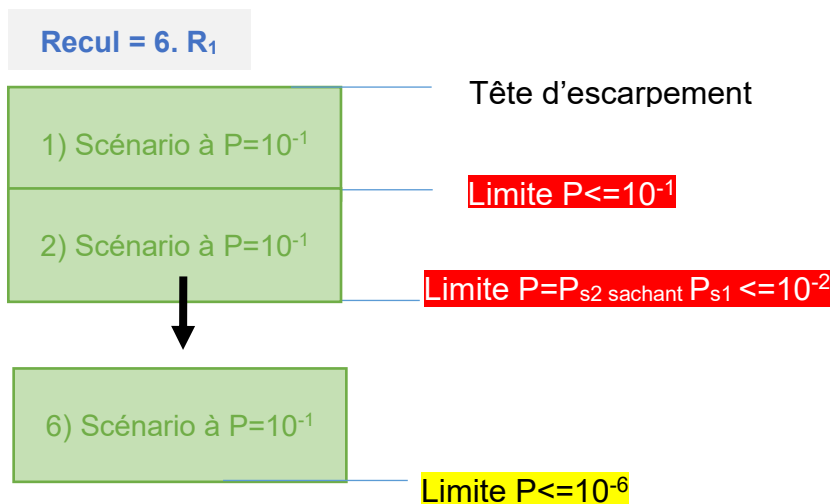 Recul = 6. R₁
Tête d'escarpement
1) Scénario à P=10⁻¹
Limite P<=10⁻¹
2) Scénario à P=10⁻¹
Limite P=Pₛ₂ ₛₐcₕₐₙₜ Pₛ₁ <=10⁻²
6) Scénario à P=10⁻¹
Limite P<=10⁻⁶